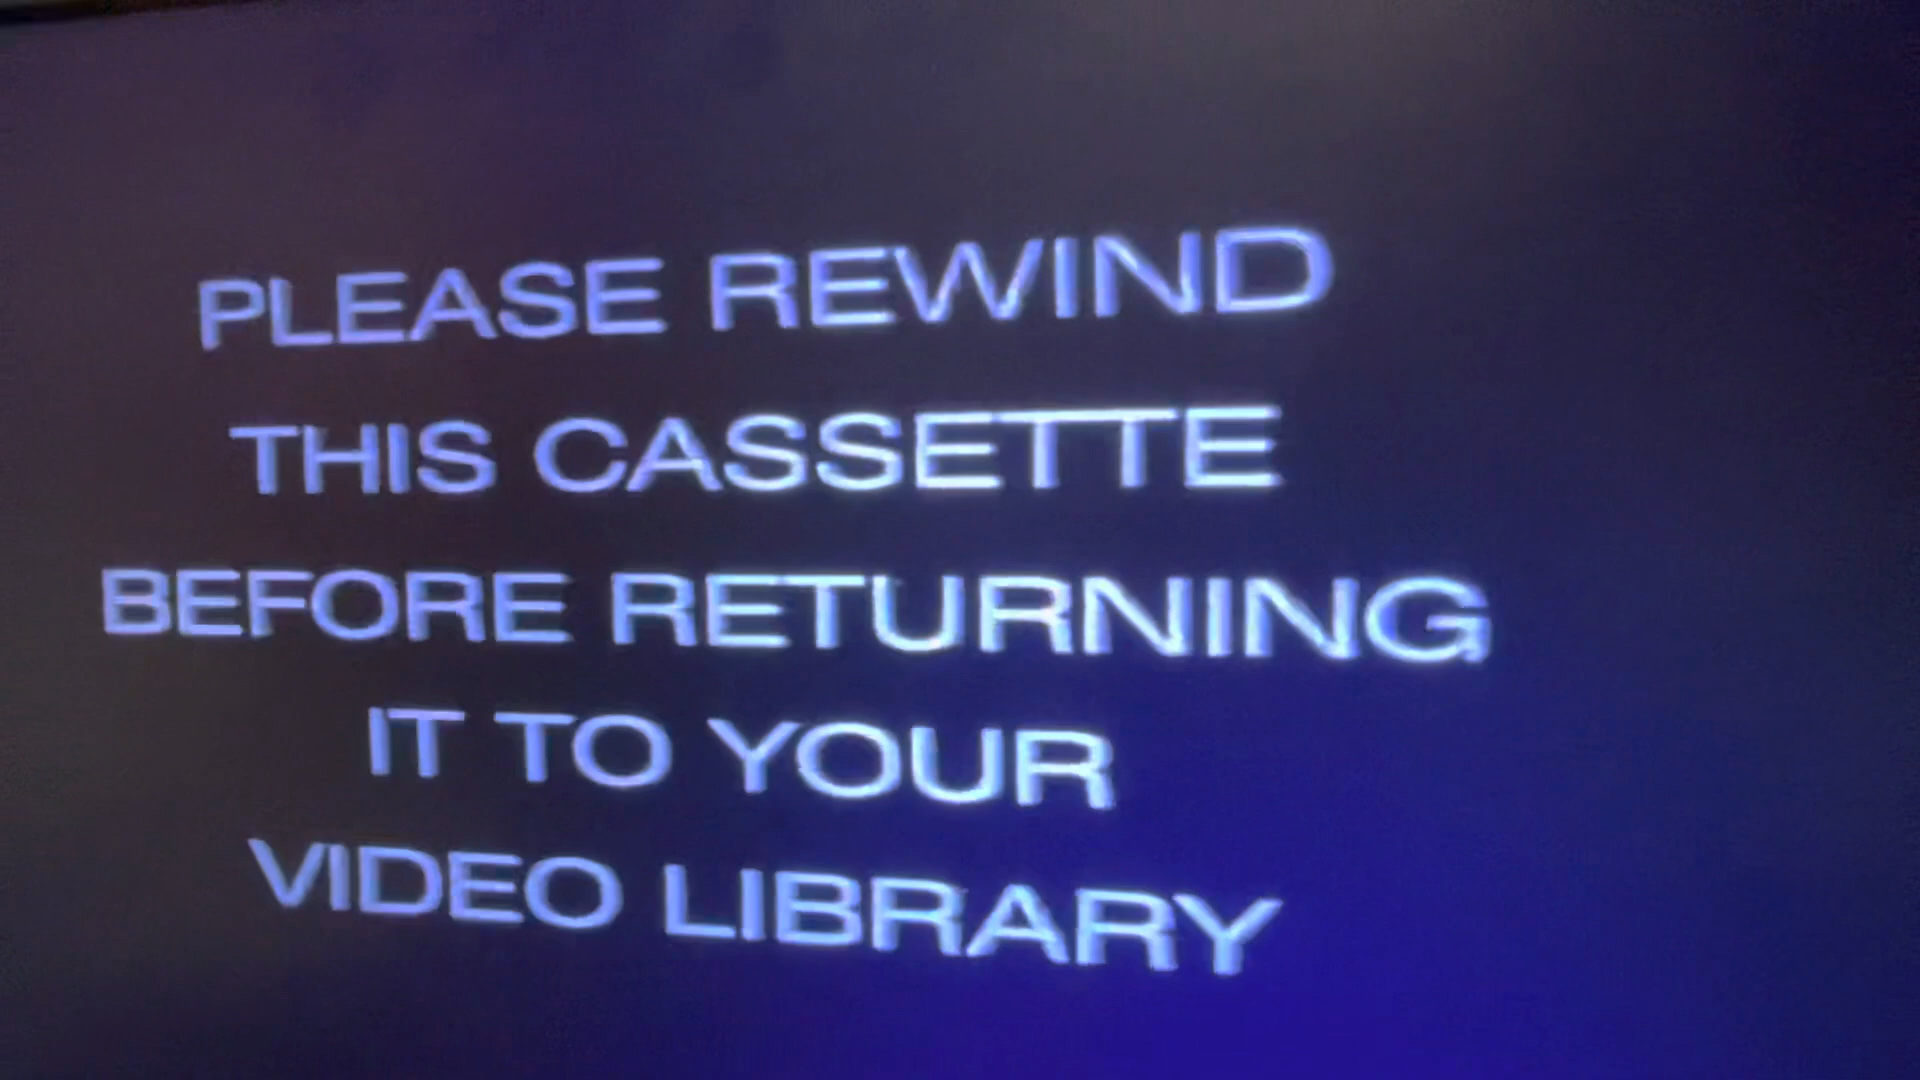 PLEASE REWIND
THIS CASSETTE
BEFORE RETURNING
IT TO YOUR
VIDEO LIBRARY